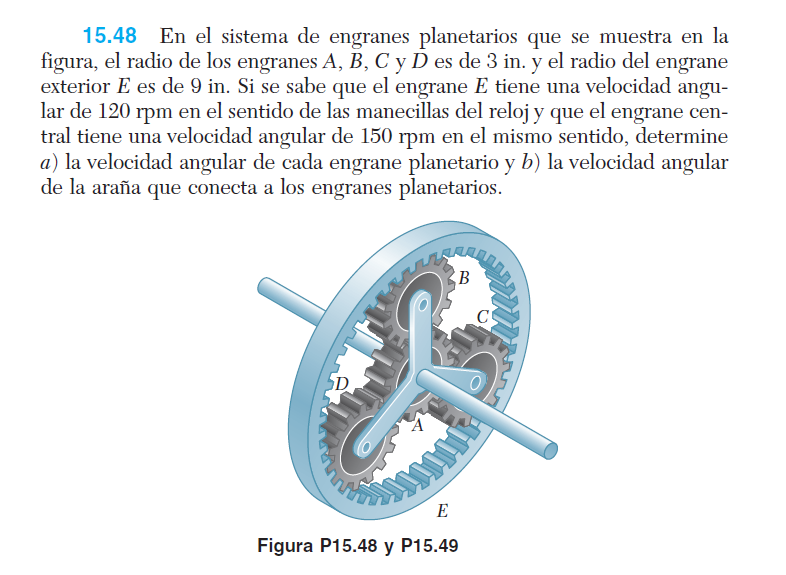 15.48 En el sistema de engranes planetarios que se muestra en la
figura, el radio de los engranes A, B, C y D es de 3 in. y el radio del engrane
exterior E es de 9 in. Si se sabe que el engrane E tiene una velocidad angu-
lar de 120 rpm en el sentido de las manecillas del reloj y que el engrane cen-
tral tiene una velocidad angular de 150 rpm en el mismo sentido, determine
a) la velocidad angular de cada engrane planetario y b) la velocidad angular
de la araña que conecta a los engranes planetarios.
B
C
D
A
E
Figura P15.48 y P15.49